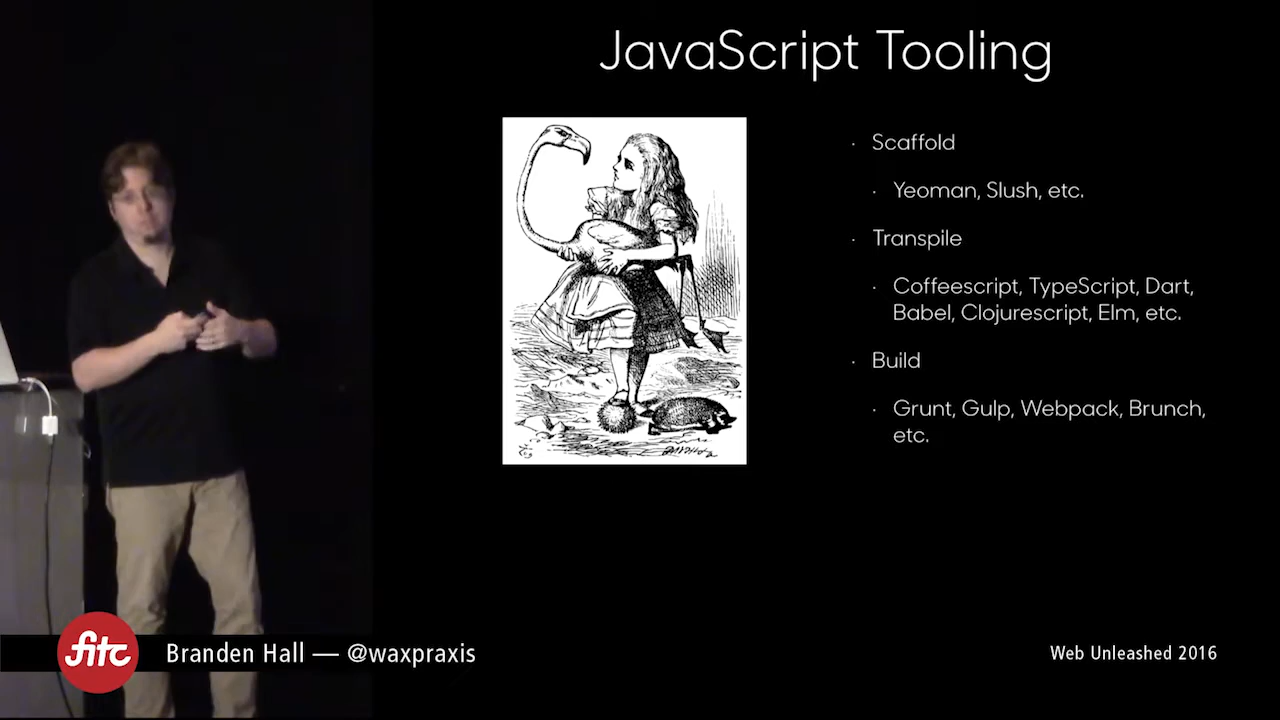 JavaScript Tooling
· Scaffold
· Yeoman, Slush, etc.
· Transpile
· Coffeescript, TypeScript, Dart,
Babel, Clojurescript, Elm, etc.
· Build
· Grunt, Gulp, Webpack, Brunch,
etc.
fitc
Branden Hall — @waxpraxis
Web Unleashed 2016